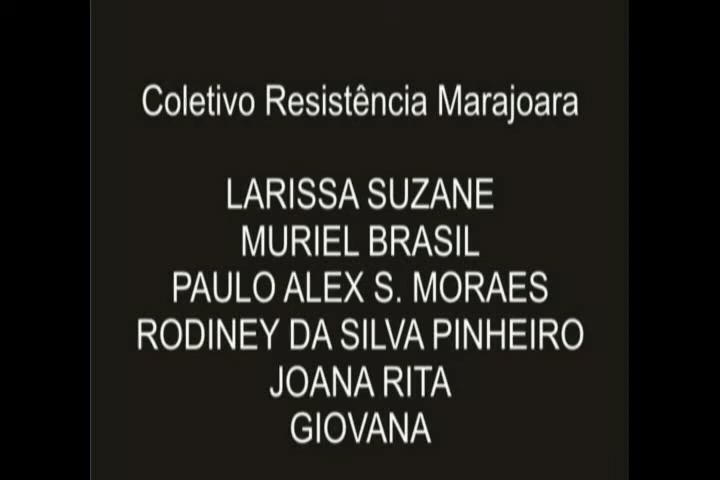 Coletivo Resistência Marajoara
LARISSA SUZANE
MURIEL BRASIL
PAULO ALEX S. MORAES
RODINEY DA SILVA PINHEIRO
JOANA RITA
GIOVANA